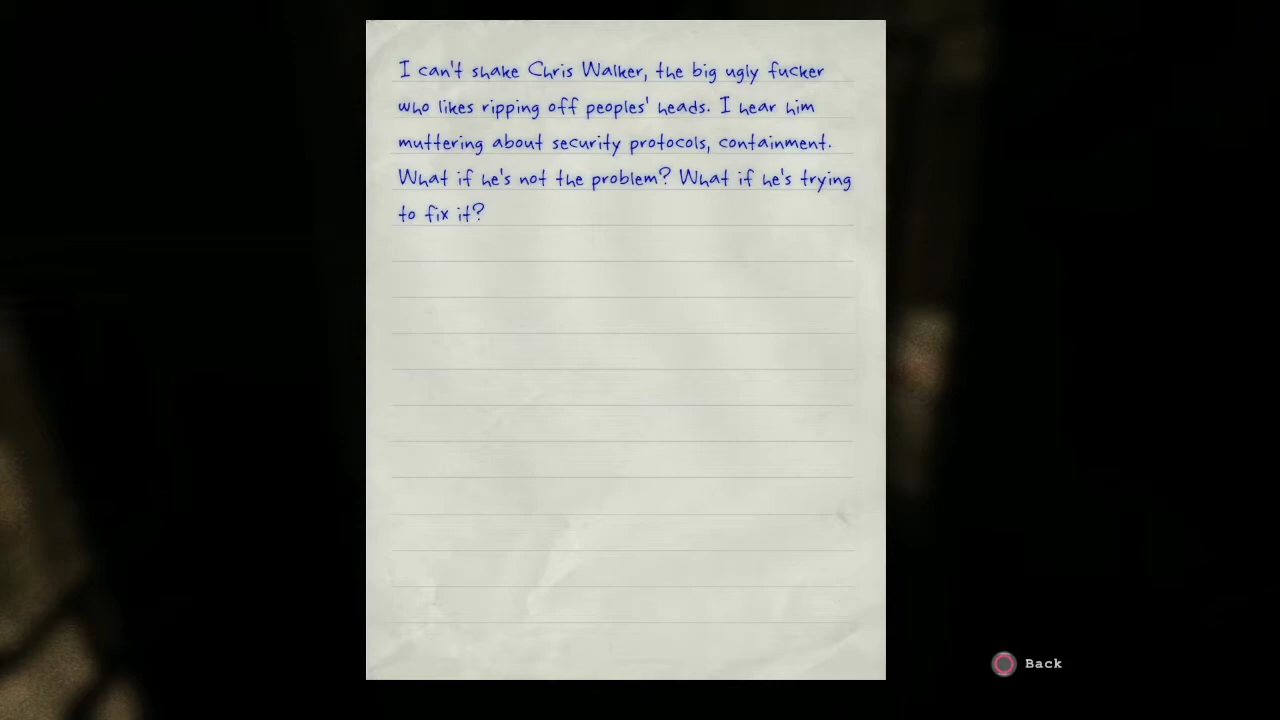 I can't shake Chris Walker, the big ugly fucker
who likes ripping off peoples' heads. I hear him
muttering about security protocols, containment.
What if he's not the problem? What if he's trying
to fix it?
Back